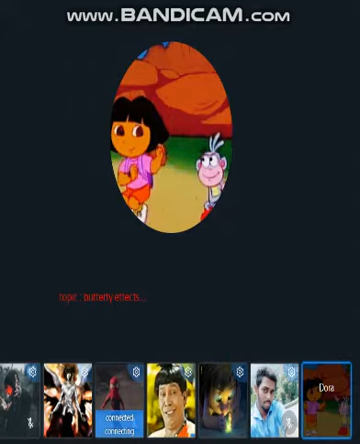 www.BANDICAM.com
topic : butterfly effects...
connected,
connecting
Dora